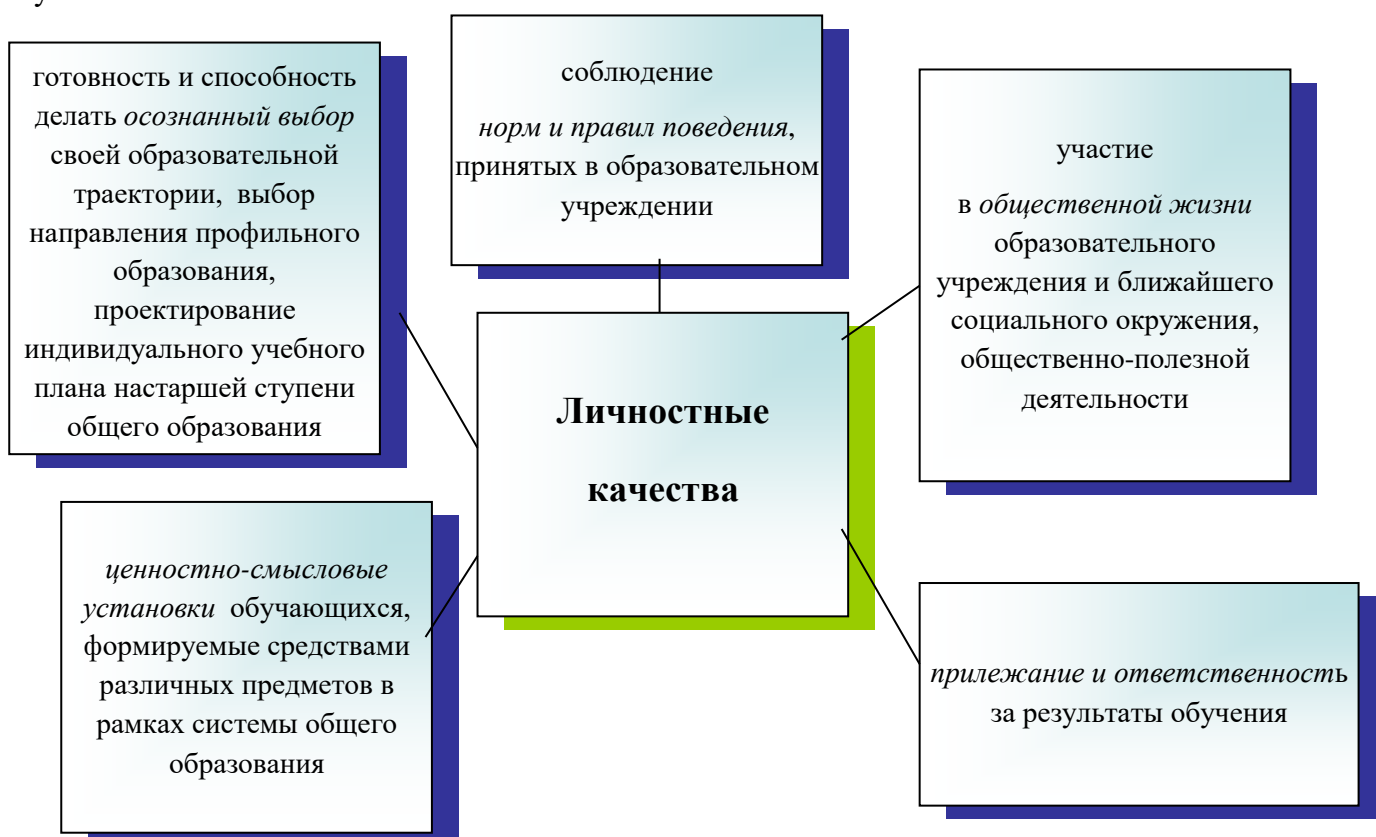 готовность и способность
делать осознанный выбор
своей образовательной
траектории, выбор
направления профильного
образования,
проектирование
индивидуального учебного
плана настаршей ступени
общего образования
соблюдение
норм и правил поведения,
принятых в образовательном
учреждении
участие
в общественной жизни
образовательного
учреждения и ближайшего
социального окружения,
общественно-полезной
деятельности
Личностные
качества
ценностно-смысловые
установки обучающихся,
формируемые средствами
различных предметов в
рамках системы общего
образования
прилежание и ответственность
за результаты обучения